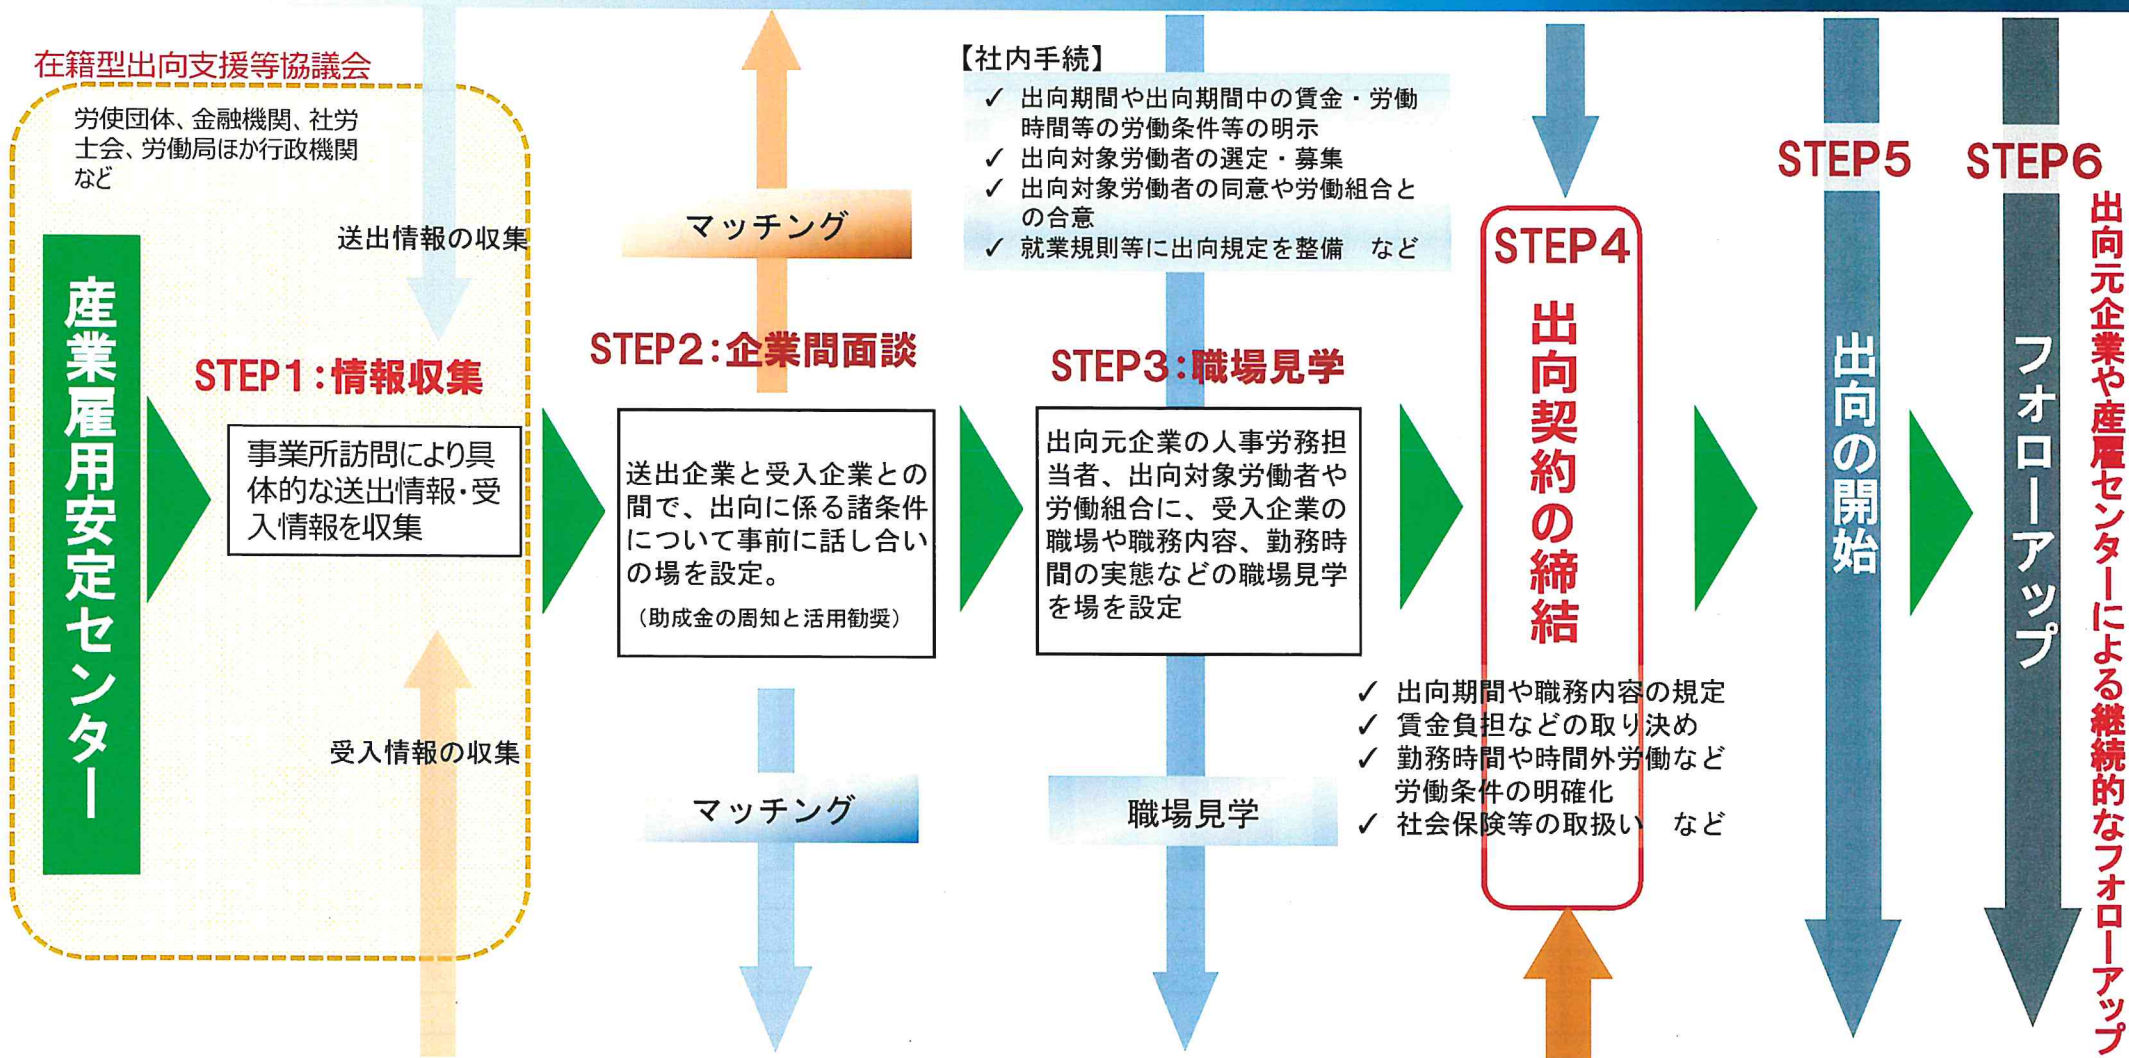 在籍型出向支援等協議会
労使団体、金融機関、社労
士会、労働局ほか行政機関
など
産業雇用安定センター
送出情報の収集
STEP1:情報収集
事業所訪問により具
体的な送出情報・受
入情報を収集
受入情報の収集
マッチング
STEP2:企業間面談
送出企業と受入企業との
間で、出向に係る諸条件
について事前に話し合い
の場を設定。
(助成金の周知と活用勧奨)
マッチング
【社内手続】
✓ 出向期間や出向期間中の賃金・労働
時間等の労働条件等の明示
✓ 出向対象労働者の選定・募集
✓ 出向対象労働者の同意や労働組合と
の合意
✓ 就業規則等に出向規定を整備 など
STEP3:職場見学
出向元企業の人事労務担
当者、出向対象労働者や
労働組合に、受入企業の
職場や職務内容、勤務時
間の実態などの職場見学
を場を設定
職場見学
STEP4
出向契約の締結
✓ 出向期間や職務内容の規定
✓ 賃金負担などの取り決め
✓ 勤務時間や時間外労働など
労働条件の明確化
✓ 社会保険等の取扱い など
STEP5
出向の開始
STEP6
フォローアップ
出向元企業や産雇センターによる継続的なフォローアップ